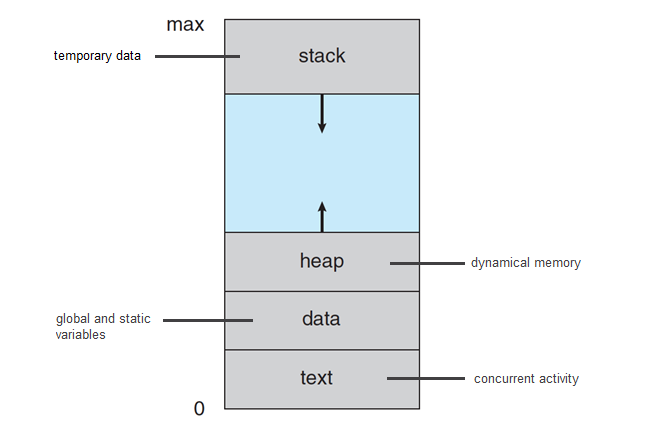 max
temporary data
stack
heap
dynamical memory
global and static
variables
data
text
concurrent activity
0